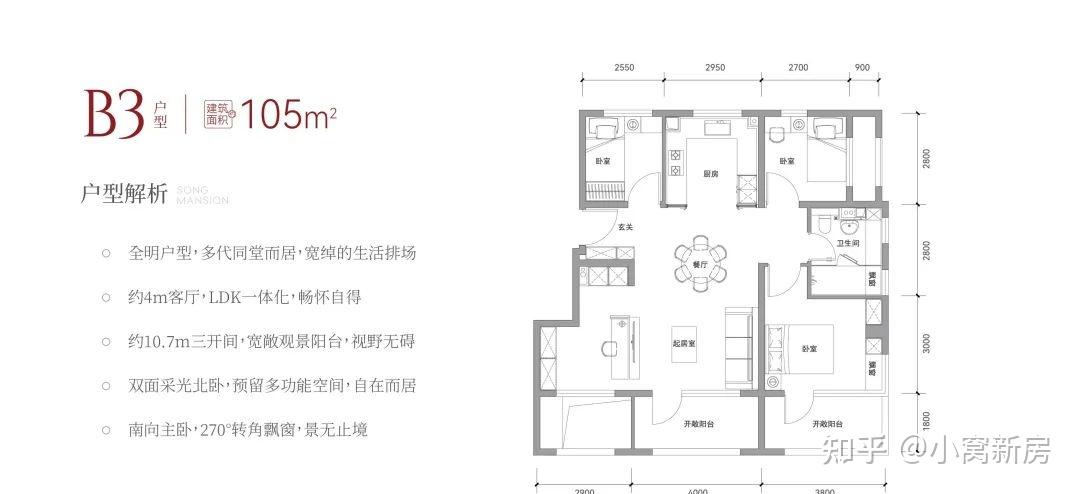 B3 户型 建筑面积 约 105m²
户型解析 SONG MANSION
全明户型,多代同堂而居,宽绰的生活排场
约4m客厅,LDK一体化,畅怀自得
约10.7m三开间,宽敞观景阳台,视野无碍
双面采光北卧,预留多功能空间,自在而居
南向主卧,270°转角飘窗,景无止境
2550 2950 2700 900
卧室 厨房 卧室
2800
玄关
卫生间
2800
餐厅
飘窗
起居室 卧室
3000
飘窗
开敞阳台 开敞阳台
1800
知乎 @小窝新房
2900 4000 3800